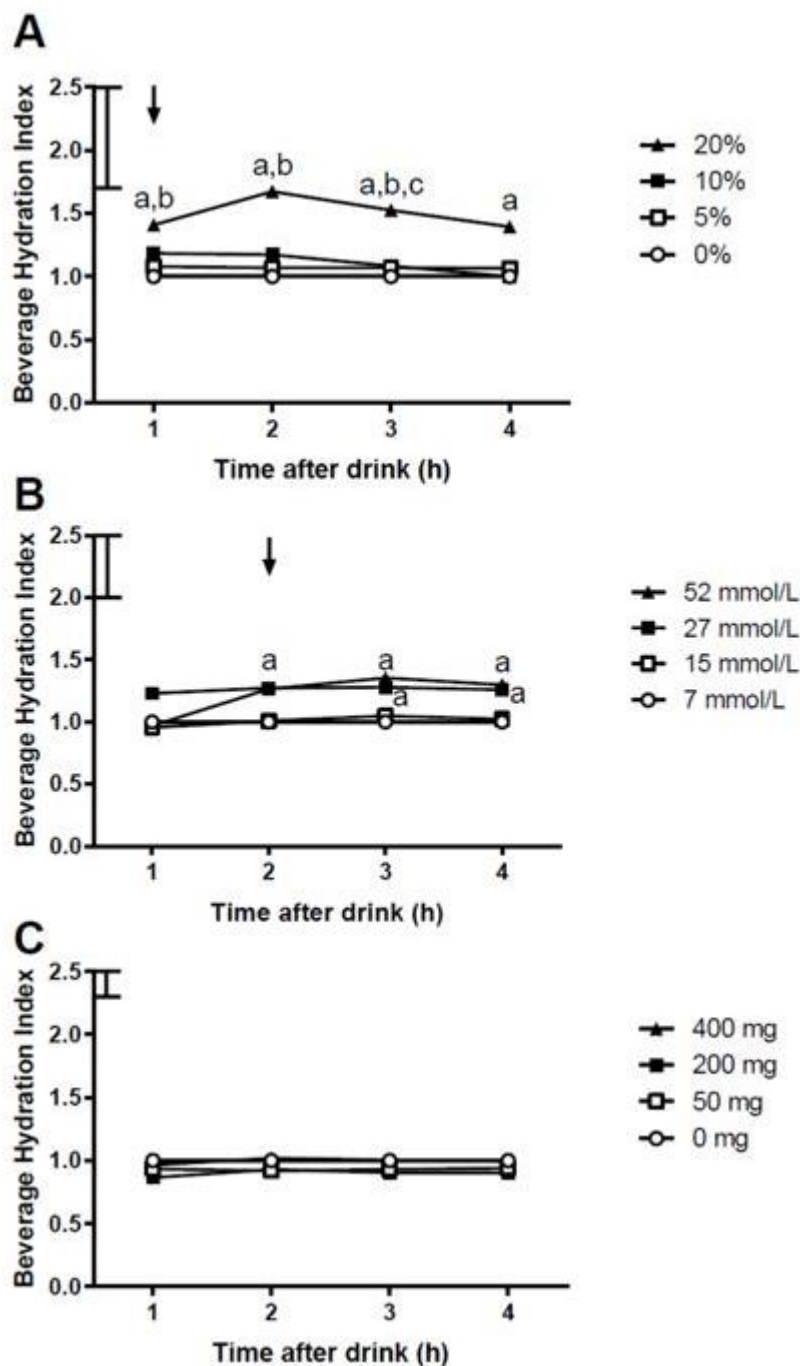 A
Beverage Hydration Index
2.5
2.0
1.5
1.0
0.5
0.0
a,b
a,b
a,b,c
a
1
2
3
4
Time after drink (h)
20%
10%
5%
0%
B
Beverage Hydration Index
2.5
2.0
1.5
1.0
0.5
0.0
a
a
a
a
a
1
2
3
4
Time after drink (h)
52 mmol/L
27 mmol/L
15 mmol/L
7 mmol/L
C
Beverage Hydration Index
2.5
2.0
1.5
1.0
0.5
0.0
1
2
3
4
Time after drink (h)
400 mg
200 mg
50 mg
0 mg